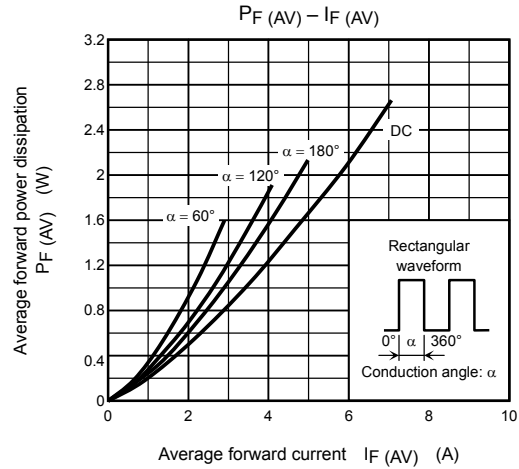 PF (AV) – IF (AV)
Average forward power dissipation
PF (AV) (W)
3.2
2.8
2.4
2
1.6
1.2
0.8
0.4
0
DC
α = 180°
α = 120°
α = 60°
Rectangular
waveform
0° α 360°
Conduction angle: α
0 2 4 6 8 10
Average forward current IF (AV) (A)